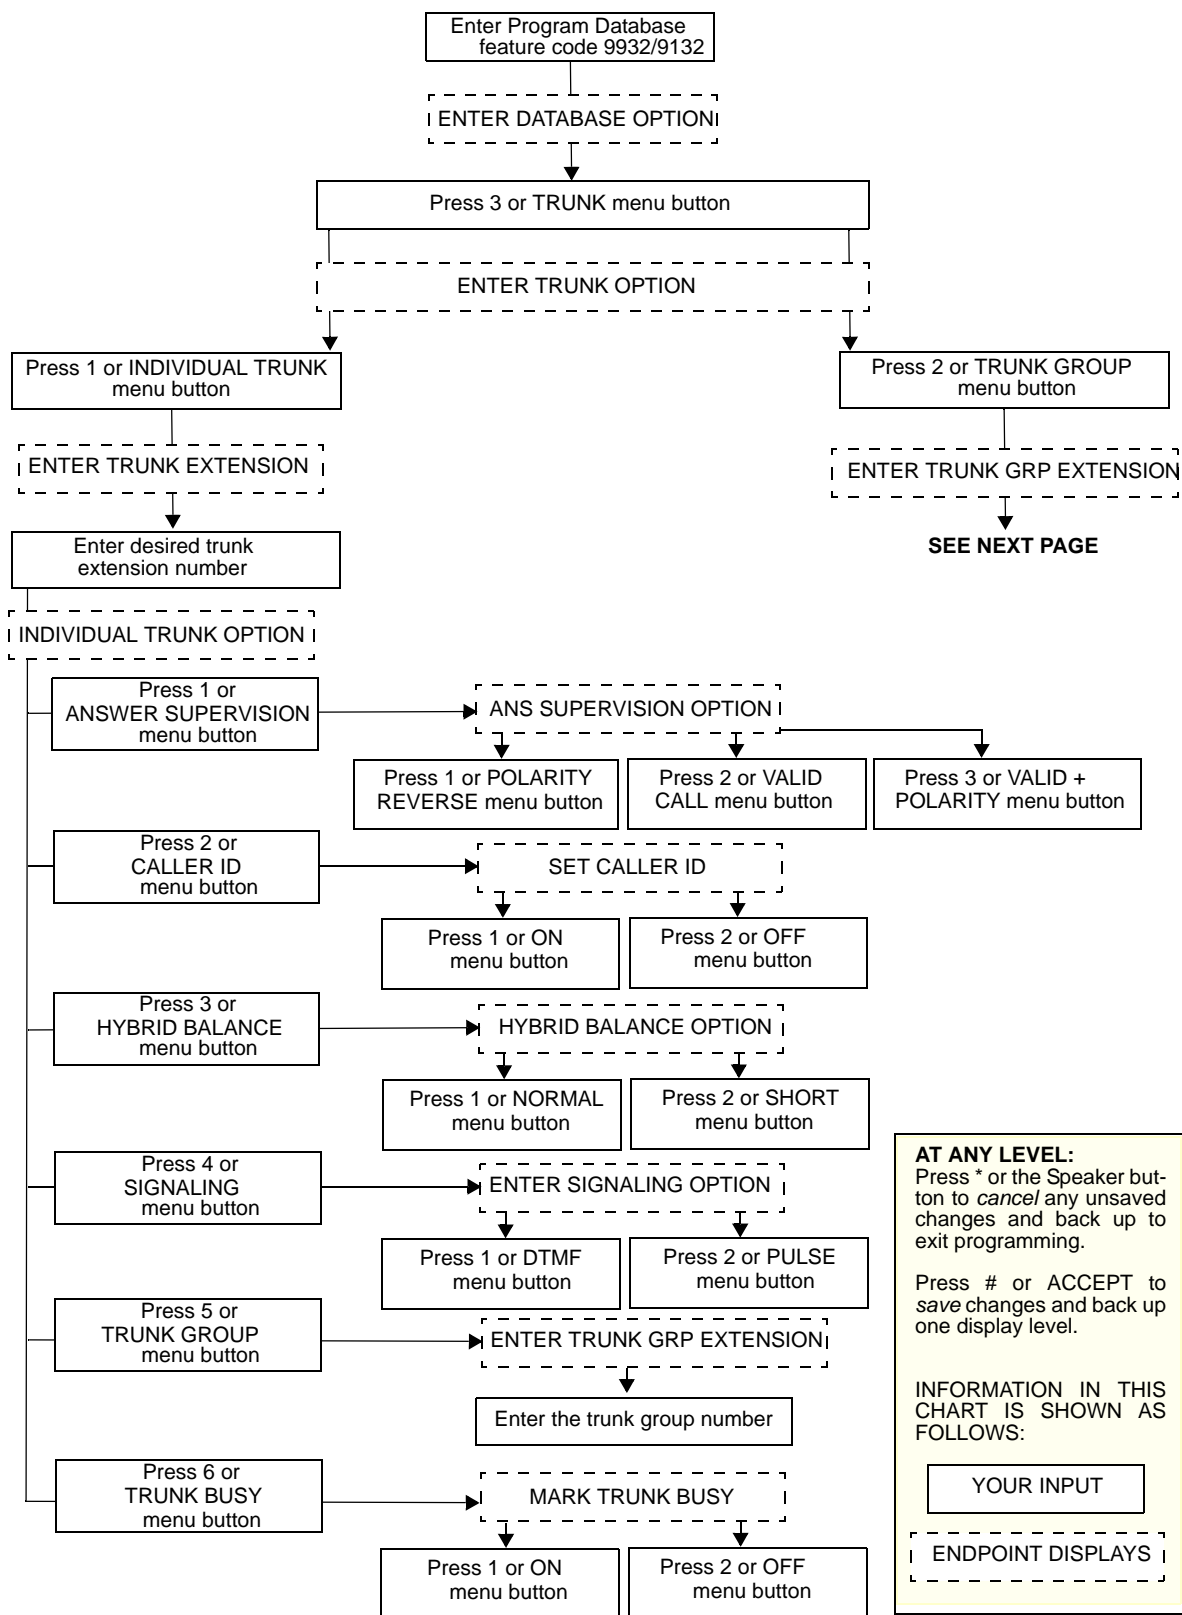 Enter Program Database
feature code 9932/9132
ENTER DATABASE OPTION
Press 3 or TRUNK menu button
ENTER TRUNK OPTION
Press 1 or INDIVIDUAL TRUNK
menu button
Press 2 or TRUNK GROUP
menu button
ENTER TRUNK EXTENSION
ENTER TRUNK GRP EXTENSION
Enter desired trunk
extension number
SEE NEXT PAGE
INDIVIDUAL TRUNK OPTION
Press 1 or
ANSWER SUPERVISION
menu button
ANS SUPERVISION OPTION
Press 1 or POLARITY
REVERSE menu button
Press 2 or VALID
CALL menu button
Press 3 or VALID +
POLARITY menu button
Press 2 or
CALLER ID
menu button
SET CALLER ID
Press 1 or ON
menu button
Press 2 or OFF
menu button
Press 3 or
HYBRID BALANCE
menu button
HYBRID BALANCE OPTION
Press 1 or NORMAL
menu button
Press 2 or SHORT
menu button
Press 4 or
SIGNALING
menu button
ENTER SIGNALING OPTION
Press 1 or DTMF
menu button
Press 2 or PULSE
menu button
Press 5 or
TRUNK GROUP
menu button
ENTER TRUNK GRP EXTENSION
Enter the trunk group number
Press 6 or
TRUNK BUSY
menu button
MARK TRUNK BUSY
Press 1 or ON
menu button
Press 2 or OFF
menu button
AT ANY LEVEL:
Press * or the Speaker but-
ton to cancel any unsaved
changes and back up to
exit programming.
Press # or ACCEPT to
save changes and back up
one display level.
INFORMATION IN THIS
CHART IS SHOWN AS
FOLLOWS:
YOUR INPUT
ENDPOINT DISPLAYS